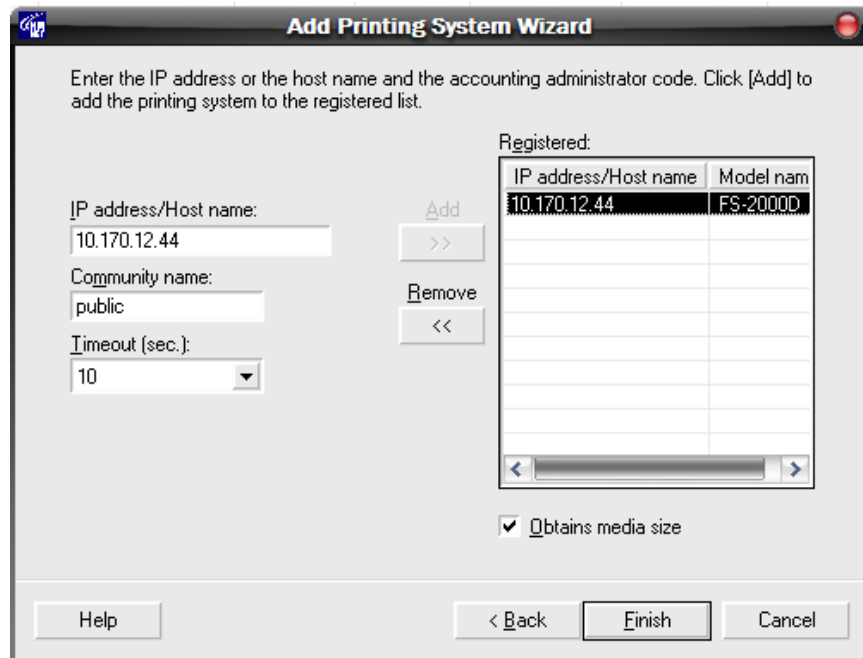 Add Printing System Wizard
Enter the IP address or the host name and the accounting administrator code. Click [Add] to
add the printing system to the registered list.
Registered:
IP address/Host name Model nam
10.170.12.44 FS-2000D
IP address/Host name:
10.170.12.44
Community name:
public
Timeout (sec.):
10
Add
>>
Remove
<<
Obtains media size
Help
< Back
Finish
Cancel